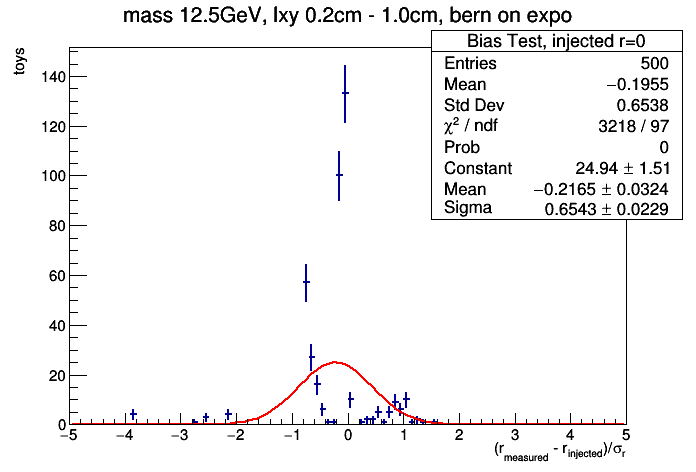 mass 12.5GeV, lxy 0.2cm - 1.0cm, bern on expo
Bias Test, injected r=0
Entries 500
Mean −0.1955
Std Dev 0.6538
χ² / ndf 3218 / 97
Prob 0
Constant 24.94 ± 1.51
Mean −0.2165 ± 0.0324
Sigma 0.6543 ± 0.0229
toys
140
120
100
80
60
40
20
0
−5 −4 −3 −2 −1 0 1 2 3 4 5
(r_measured - r_injected)/σ_r